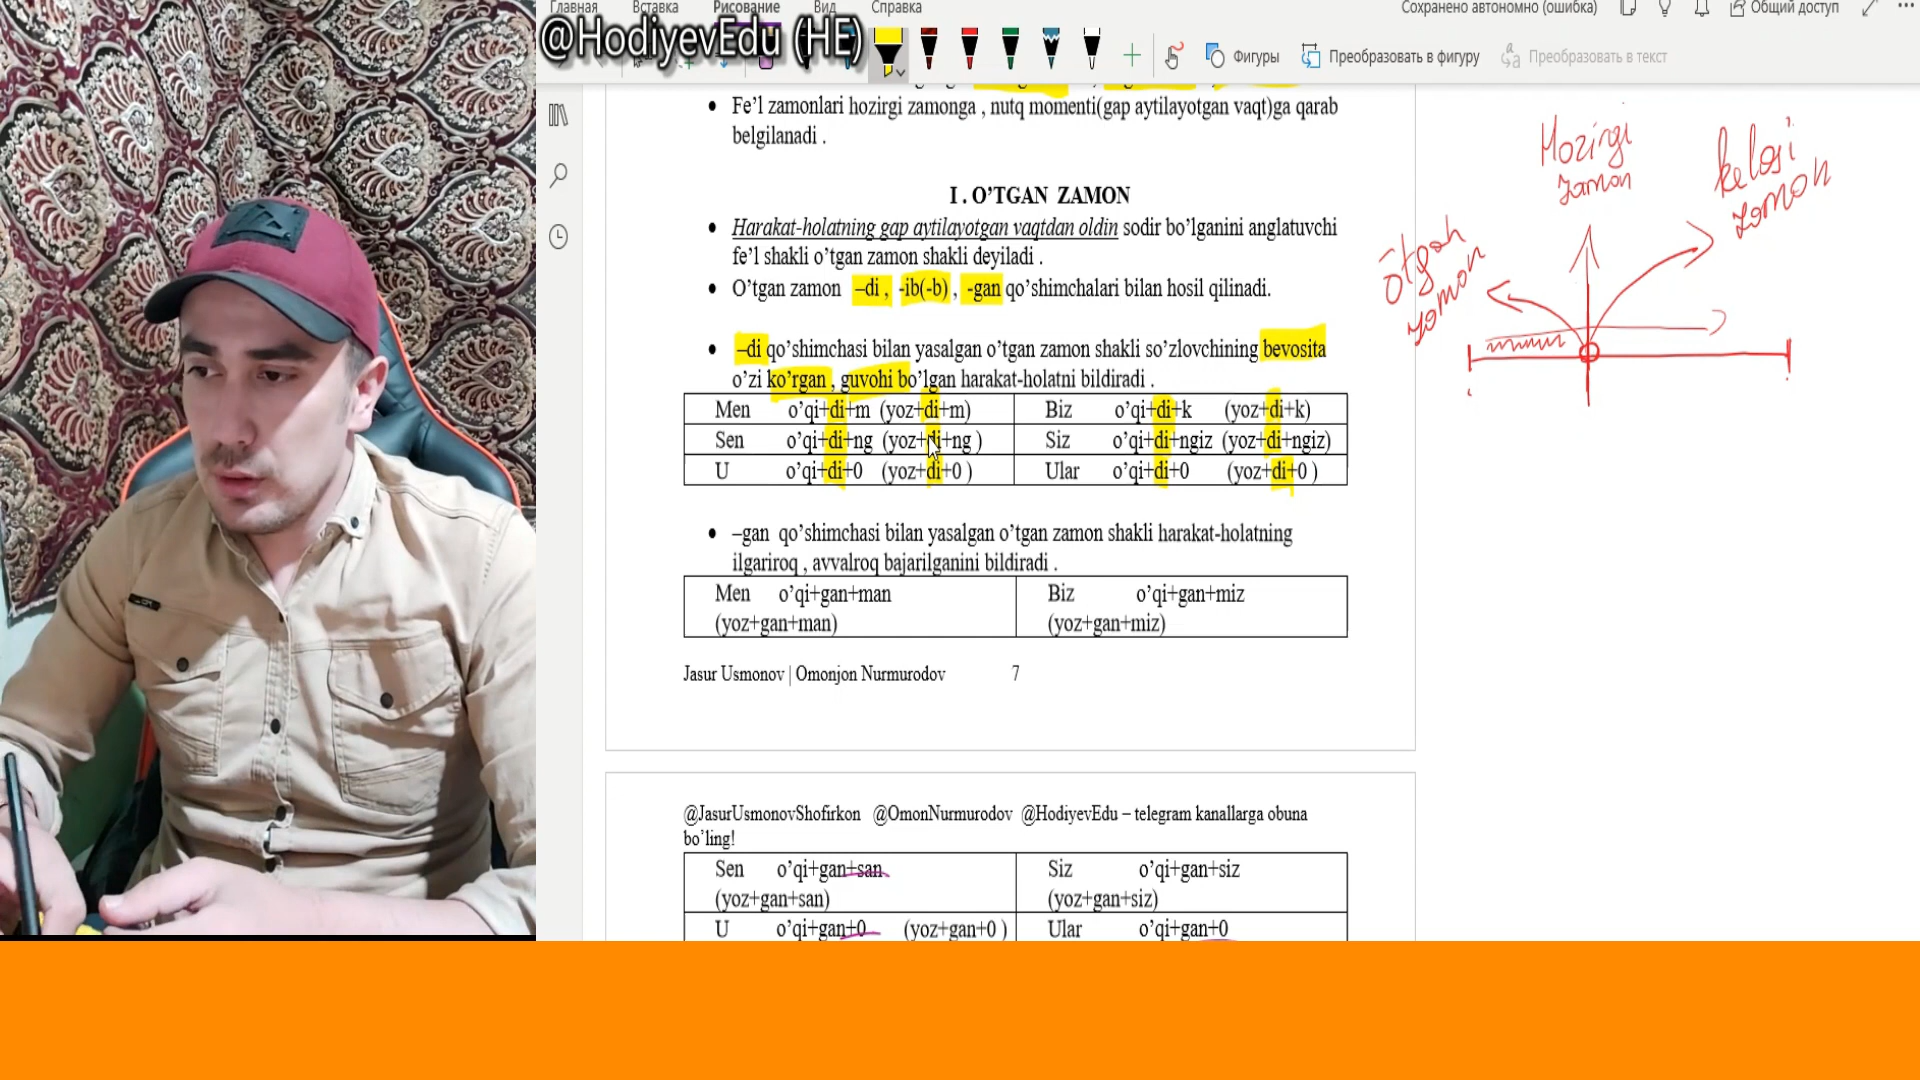 Главная Вставка Рисование Вид Справка Сохранено автономно (ошибка) Общий доступ
@HodiyevEdu (HE)
Фигуры Преобразовать в фигуру Преобразовать в текст
• Fe’l zamonlari hozirgi zamonga , nutq momenti(gap aytilayotgan vaqt)ga qarab
belgilanadi .
I . O’TGAN ZAMON
• Harakat-holatning gap aytilayotgan vaqtdan oldin sodir bo’lganini anglatuvchi
fe’l shakli o’tgan zamon shakli deyiladi .
• O’tgan zamon –di , -ib(-b) , -gan qo’shimchalari bilan hosil qilinadi.
• –di qo’shimchasi bilan yasalgan o’tgan zamon shakli so’zlovchining bevosita
o’zi ko’rgan , guvohi bo’lgan harakat-holatni bildiradi .
Men o’qi+di+m (yoz+di+m) Biz o’qi+di+k (yoz+di+k)
Sen o’qi+di+ng (yoz+di+ng ) Siz o’qi+di+ngiz (yoz+di+ngiz)
U o’qi+di+0 (yoz+di+0 ) Ular o’qi+di+0 (yoz+di+0 )
• –gan qo’shimchasi bilan yasalgan o’tgan zamon shakli harakat-holatning
ilgariroq , avvalroq bajarilganini bildiradi .
Men o’qi+gan+man Biz o’qi+gan+miz
(yoz+gan+man) (yoz+gan+miz)
Jasur Usmonov | Omonjon Nurmurodov 7
@JasurUsmonovShofirkon @OmonNurmurodov @HodiyevEdu – telegram kanallarga obuna
bo’ling!
Sen o’qi+gan+san Siz o’qi+gan+siz
(yoz+gan+san) (yoz+gan+siz)
U o’qi+gan+0 (yoz+gan+0 ) Ular o’qi+gan+0
Hozirgi
zamon
kelasi
zamon
ōtgan
zamon